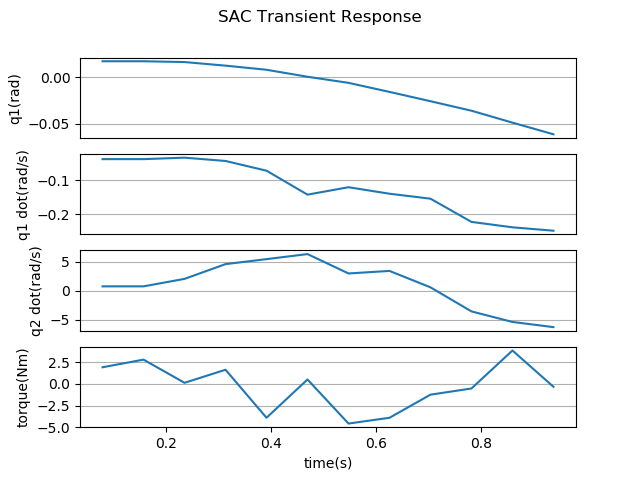 SAC Transient Response
q1(rad)
0.00
−0.05
q1 dot(rad/s)
−0.1
−0.2
q2 dot(rad/s)
5
0
−5
torque(Nm)
2.5
0.0
−2.5
−5.0
0.2 0.4 0.6 0.8
time(s)